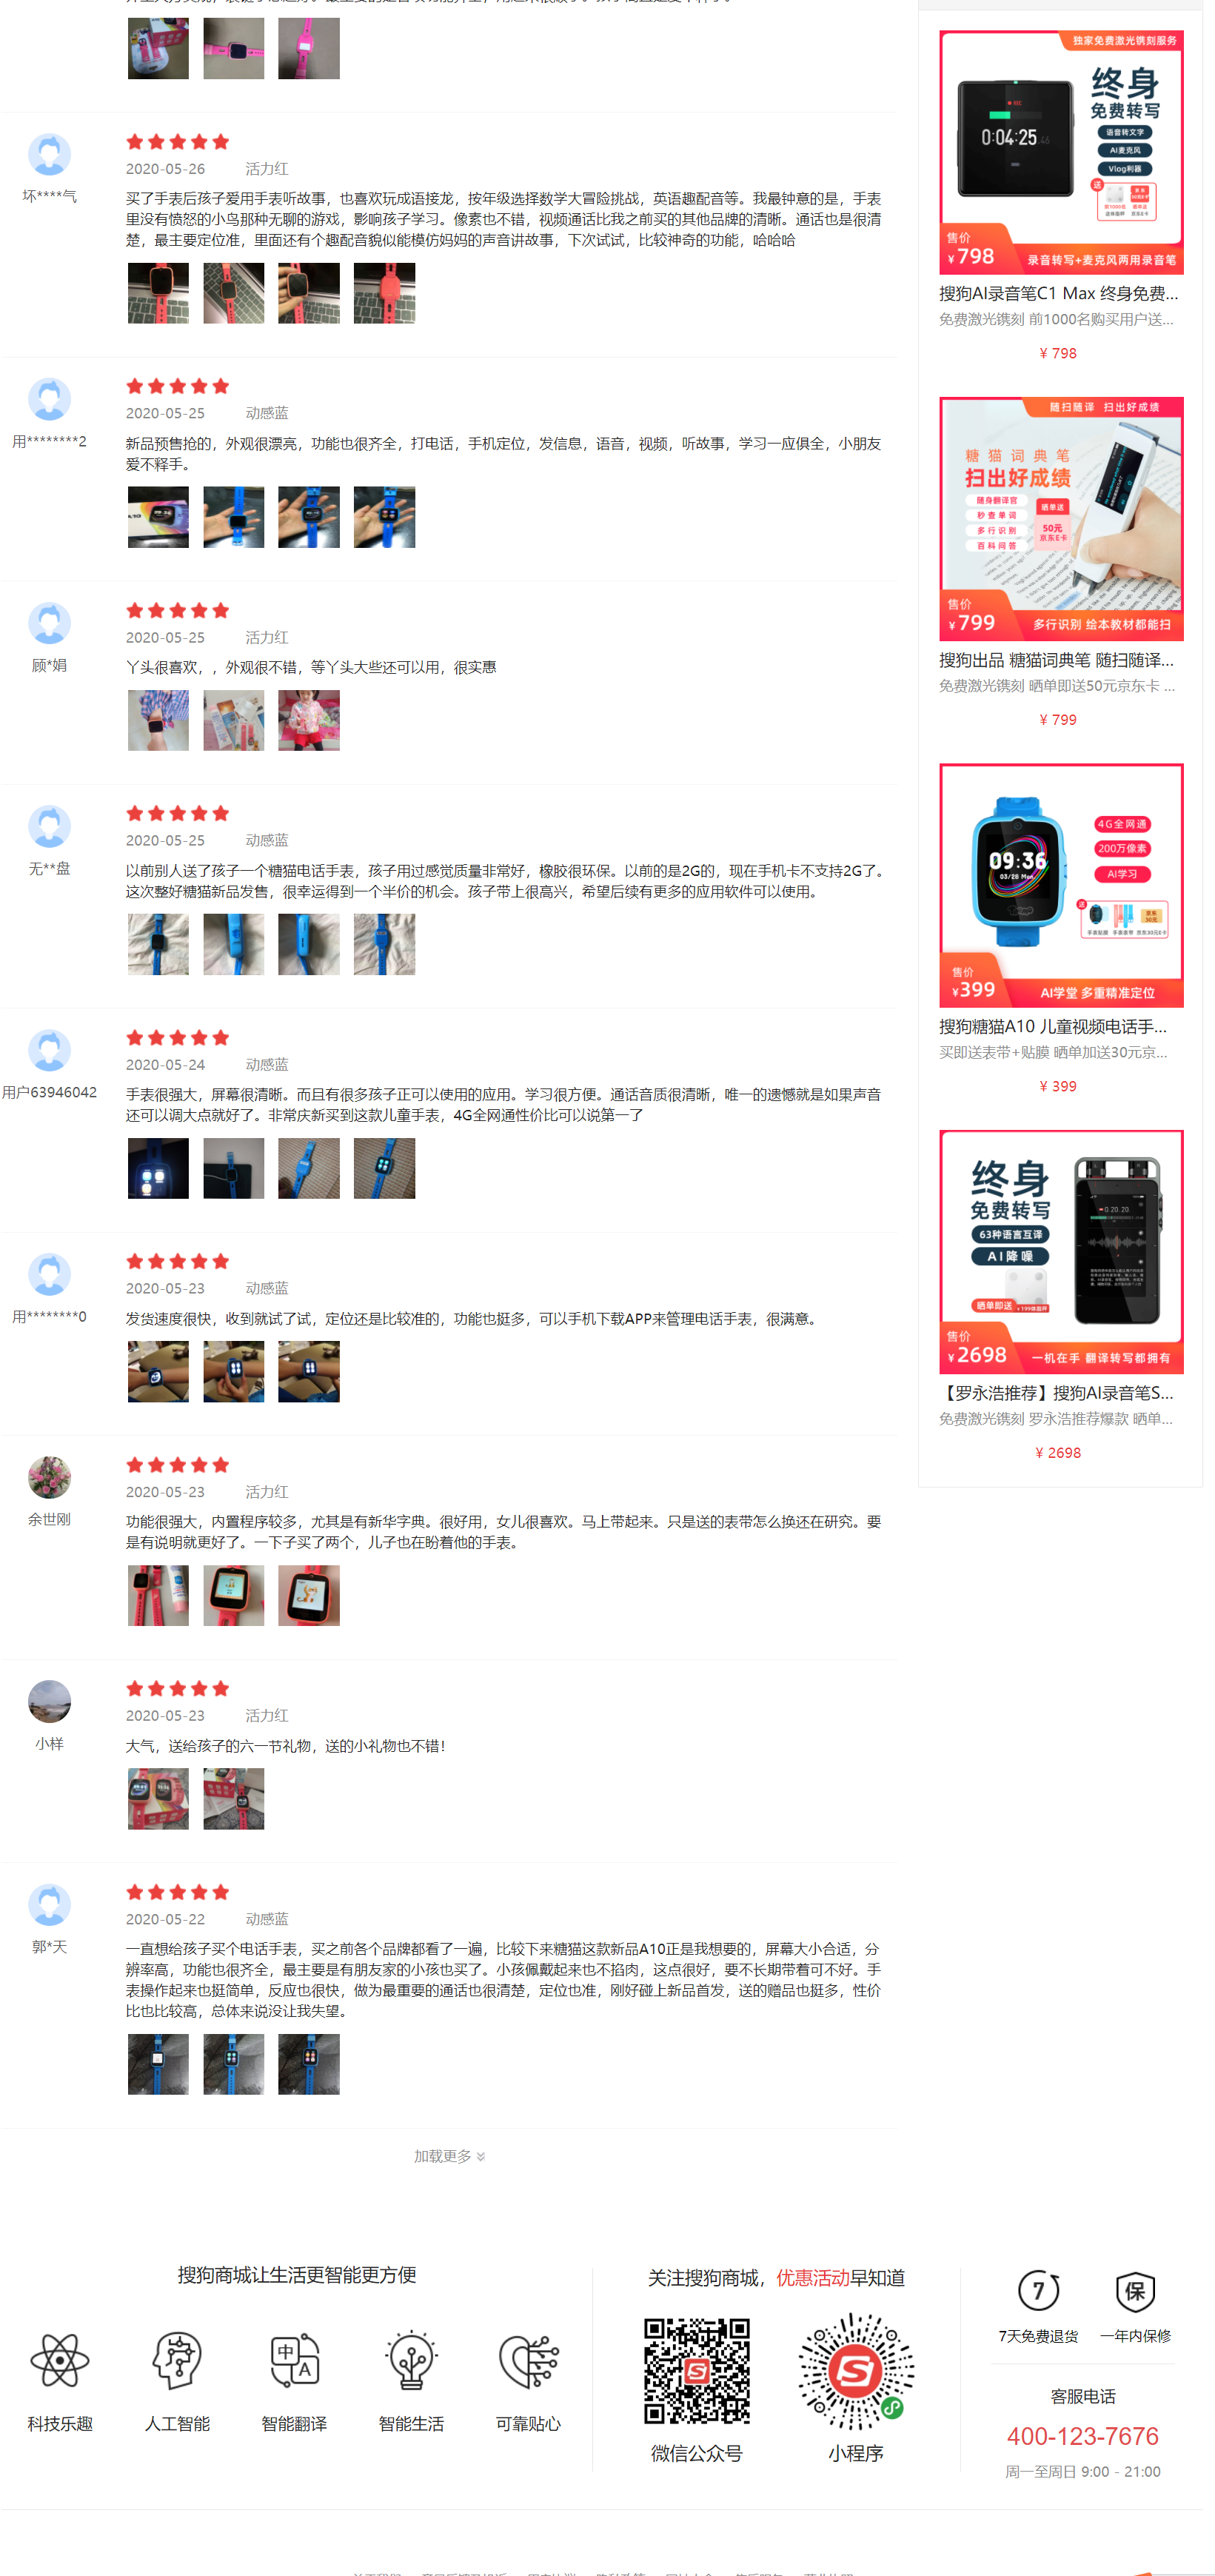 坏****气
2020-05-26 活力红
买了手表后孩子爱用手表听故事，也喜欢玩成语接龙，按年级选择数学大冒险挑战，英语趣配音等。我最钟意的是，手表
里没有愤怒的小鸟那种无聊的游戏，影响孩子学习。像素也不错，视频通话比我之前买的其他品牌的清晰。通话也是很清
楚，最主要定位准，里面还有个趣配音貌似能模仿妈妈的声音讲故事，下次试试，比较神奇的功能，哈哈哈
用********2
2020-05-25 动感蓝
新品预售抢的，外观很漂亮，功能也很齐全，打电话，手机定位，发信息，语音，视频，听故事，学习一应俱全，小朋友
爱不释手。
顾*娟
2020-05-25 活力红
丫头很喜欢，，外观很不错，等丫头大些还可以用，很实惠
无**盘
2020-05-25 动感蓝
以前别人送了孩子一个糖猫电话手表，孩子用过感觉质量非常好，橡胶很环保。以前的是2G的，现在手机卡不支持2G了。
这次整好糖猫新品发售，很幸运得到一个半价的机会。孩子带上很高兴，希望后续有更多的应用软件可以使用。
用户63946042
2020-05-24 动感蓝
手表很强大，屏幕很清晰。而且有很多孩子正可以使用的应用。学习很方便。通话音质很清晰，唯一的遗憾就是如果声音
还可以调大点就好了。非常庆新买到这款儿童手表，4G全网通性价比可以说第一了
用********0
2020-05-23 动感蓝
发货速度很快，收到就试了试，定位还是比较准的，功能也挺多，可以手机下载APP来管理电话手表，很满意。
余世刚
2020-05-23 活力红
功能很强大，内置程序较多，尤其是有新华字典。很好用，女儿很喜欢。马上带起来。只是送的表带怎么换还在研究。要
是有说明就更好了。一下子买了两个，儿子也在盼着他的手表。
小样
2020-05-23 活力红
大气，送给孩子的六一节礼物，送的小礼物也不错！
郭*天
2020-05-22 动感蓝
一直想给孩子买个电话手表，买之前各个品牌都看了一遍，比较下来糖猫这款新品A10正是我想要的，屏幕大小合适，分
辨率高，功能也很齐全，最主要是有朋友家的小孩也买了。小孩佩戴起来也不掐肉，这点很好，要不长期带着可不好。手
表操作起来也挺简单，反应也很快，做为最重要的通话也很清楚，定位也准，刚好碰上新品首发，送的赠品也挺多，性价
比也比较高，总体来说没让我失望。
加载更多
独家免费激光镌刻服务
终身
免费转写
语音转文字
AI麦克风
Vlog利器
0:04:25.46
送
售价
¥798
录音转写+麦克风两用录音笔
搜狗AI录音笔C1 Max 终身免费...
免费激光镌刻 前1000名购买用户送...
¥ 798
随扫随译 扫出好成绩
糖猫词典笔
扫出好成绩
随身翻译官
秒查单词
多行识别
百科问答
晒单送
50元
京东E卡
售价
¥799
多行识别 绘本教材都能扫
搜狗出品 糖猫词典笔 随扫随译...
免费激光镌刻 晒单即送50元京东卡 ...
¥ 799
4G全网通
200万像素
AI学习
09:36
03/28 Mon.
送
京东
30元
手表贴膜 手表表带 京东30元E卡
售价
¥399
AI学堂 多重精准定位
搜狗糖猫A10 儿童视频电话手...
买即送表带+贴膜 晒单加送30元京...
¥ 399
终身
免费转写
63种语言互译
AI降噪
0.20.20
晒单即送
¥199体脂秤
售价
¥2698
一机在手 翻译转写都拥有
【罗永浩推荐】搜狗AI录音笔S...
免费激光镌刻 罗永浩推荐爆款 晒单...
¥ 2698
搜狗商城让生活更智能更方便
科技乐趣 人工智能 智能翻译 智能生活 可靠贴心
中
A
关注搜狗商城，优惠活动早知道
微信公众号 小程序
7 保
7天免费退货 一年内保修
客服电话
400-123-7676
周一至周日 9:00 - 21:00